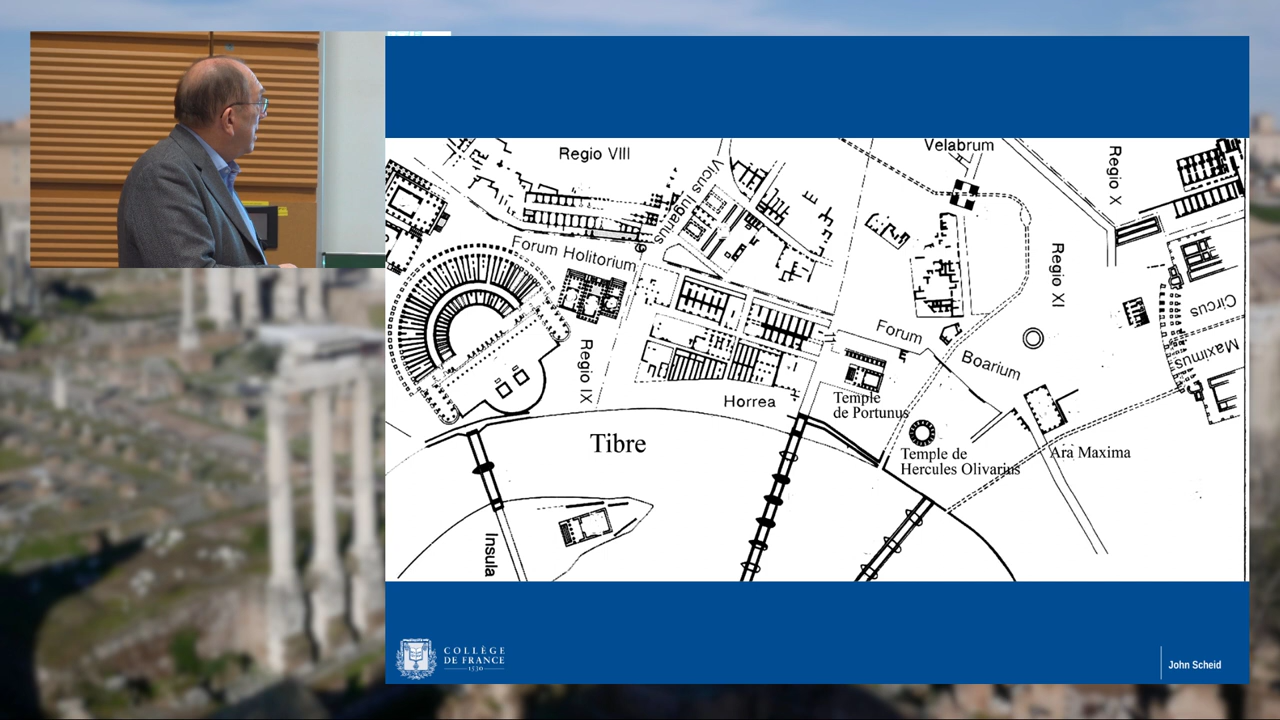 Regio VIII
Velabrum
Vicus Iugarius
Regio X
Forum Holitorium
Regio XI
Circus
Maximus
Forum
Boarium
Regio IX
Horrea
Temple
de Portunus
Tibre
Temple de
Hercules Olivarius
Ara Maxima
Insula
COLLÈGE
DE FRANCE
1530
John Scheid